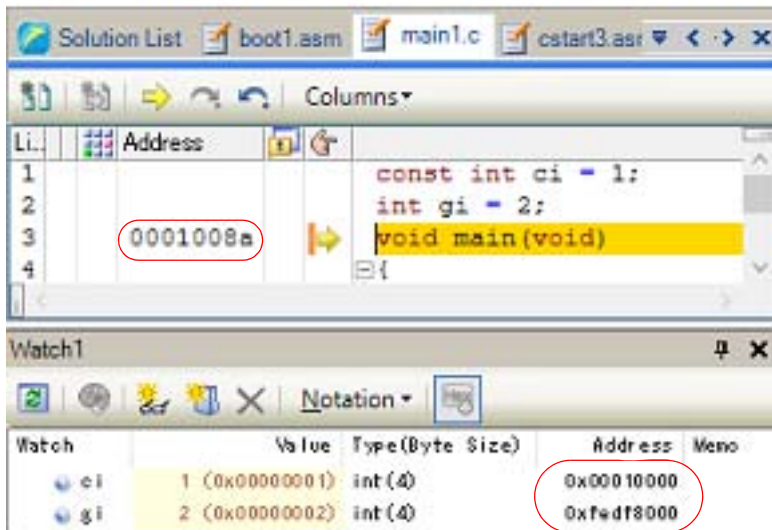 Solution List boot1.asm main1.c cstart3.as
Columns
Li.. Address
1 const int ci = 1;
2 int gi = 2;
3 0001008a void main(void)
4 {
Watch1
Notation
Watch Value Type(Byte Size) Address Memo
ci 1 (0x00000001) int(4) 0x00010000
gi 2 (0x00000002) int(4) 0xfedf8000